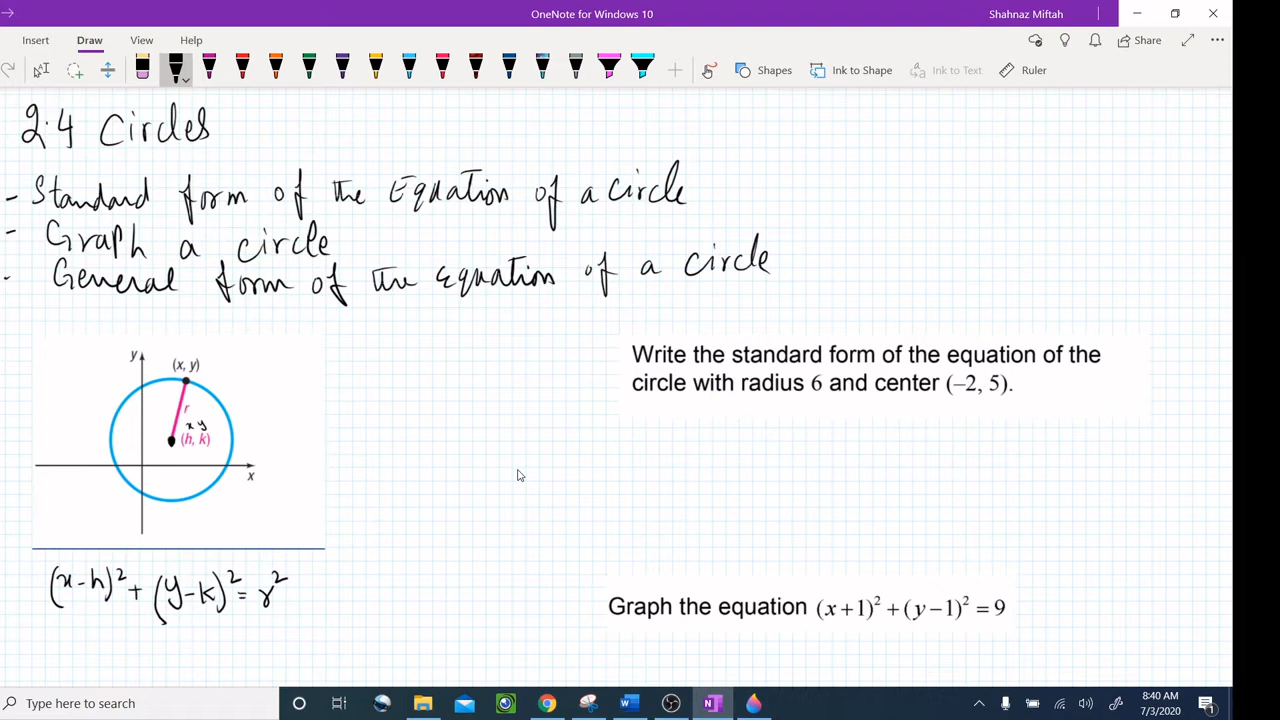 OneNote for Windows 10
Shahnaz Miftah
Insert Draw View Help
Share
Shapes Ink to Shape Ink to Text Ruler
2.4 Circles
- Standard form of the Equation of a circle
- Graph a circle
- General form of the equation of a circle
y
(x, y)
r
x y
(h, k)
x
(x-h)²+(y-k)²=r²
Write the standard form of the equation of the
circle with radius 6 and center (–2, 5).
Graph the equation (x+1)²+(y−1)²=9
Type here to search
8:40 AM
7/3/2020
1